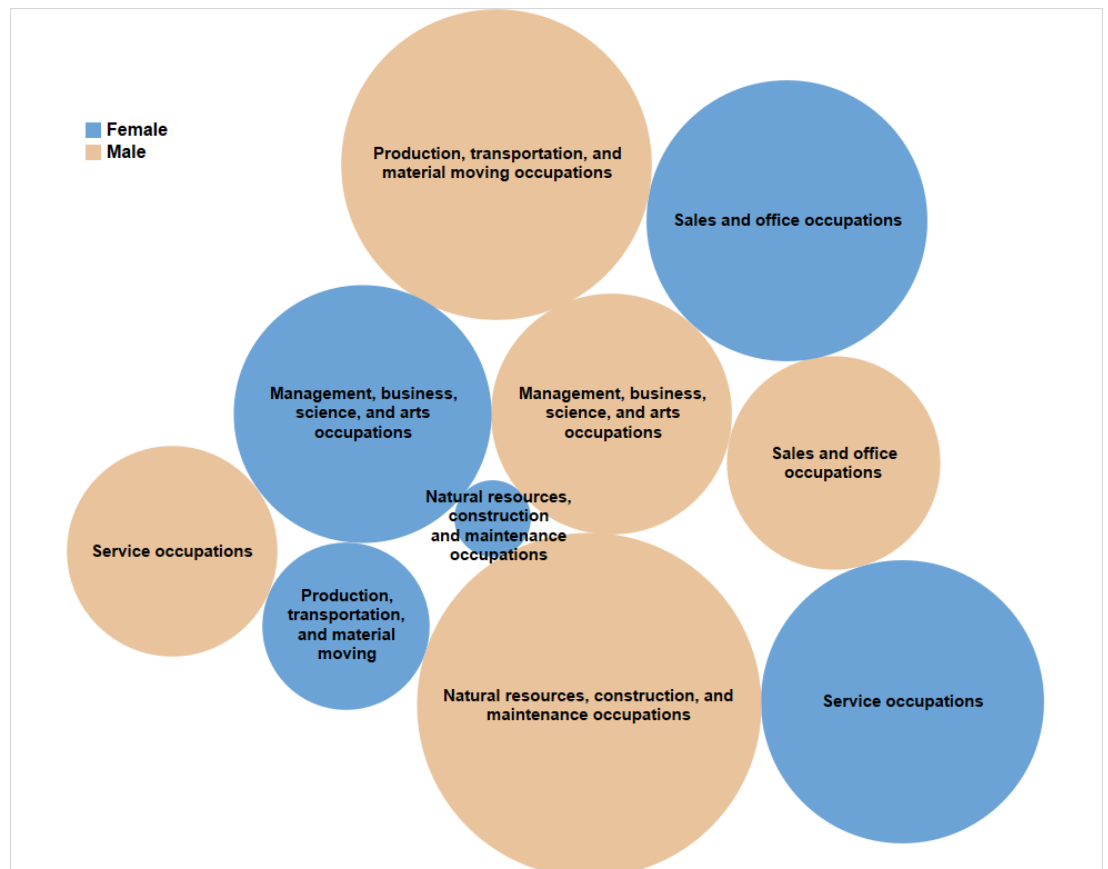 Female
Male
Production, transportation, and
material moving occupations
Sales and office occupations
Management, business,
science, and arts
occupations
Management, business,
science, and arts
occupations
Sales and office
occupations
Natural resources,
construction
and maintenance
occupations
Service occupations
Production,
transportation,
and material
moving
Natural resources, construction, and
maintenance occupations
Service occupations